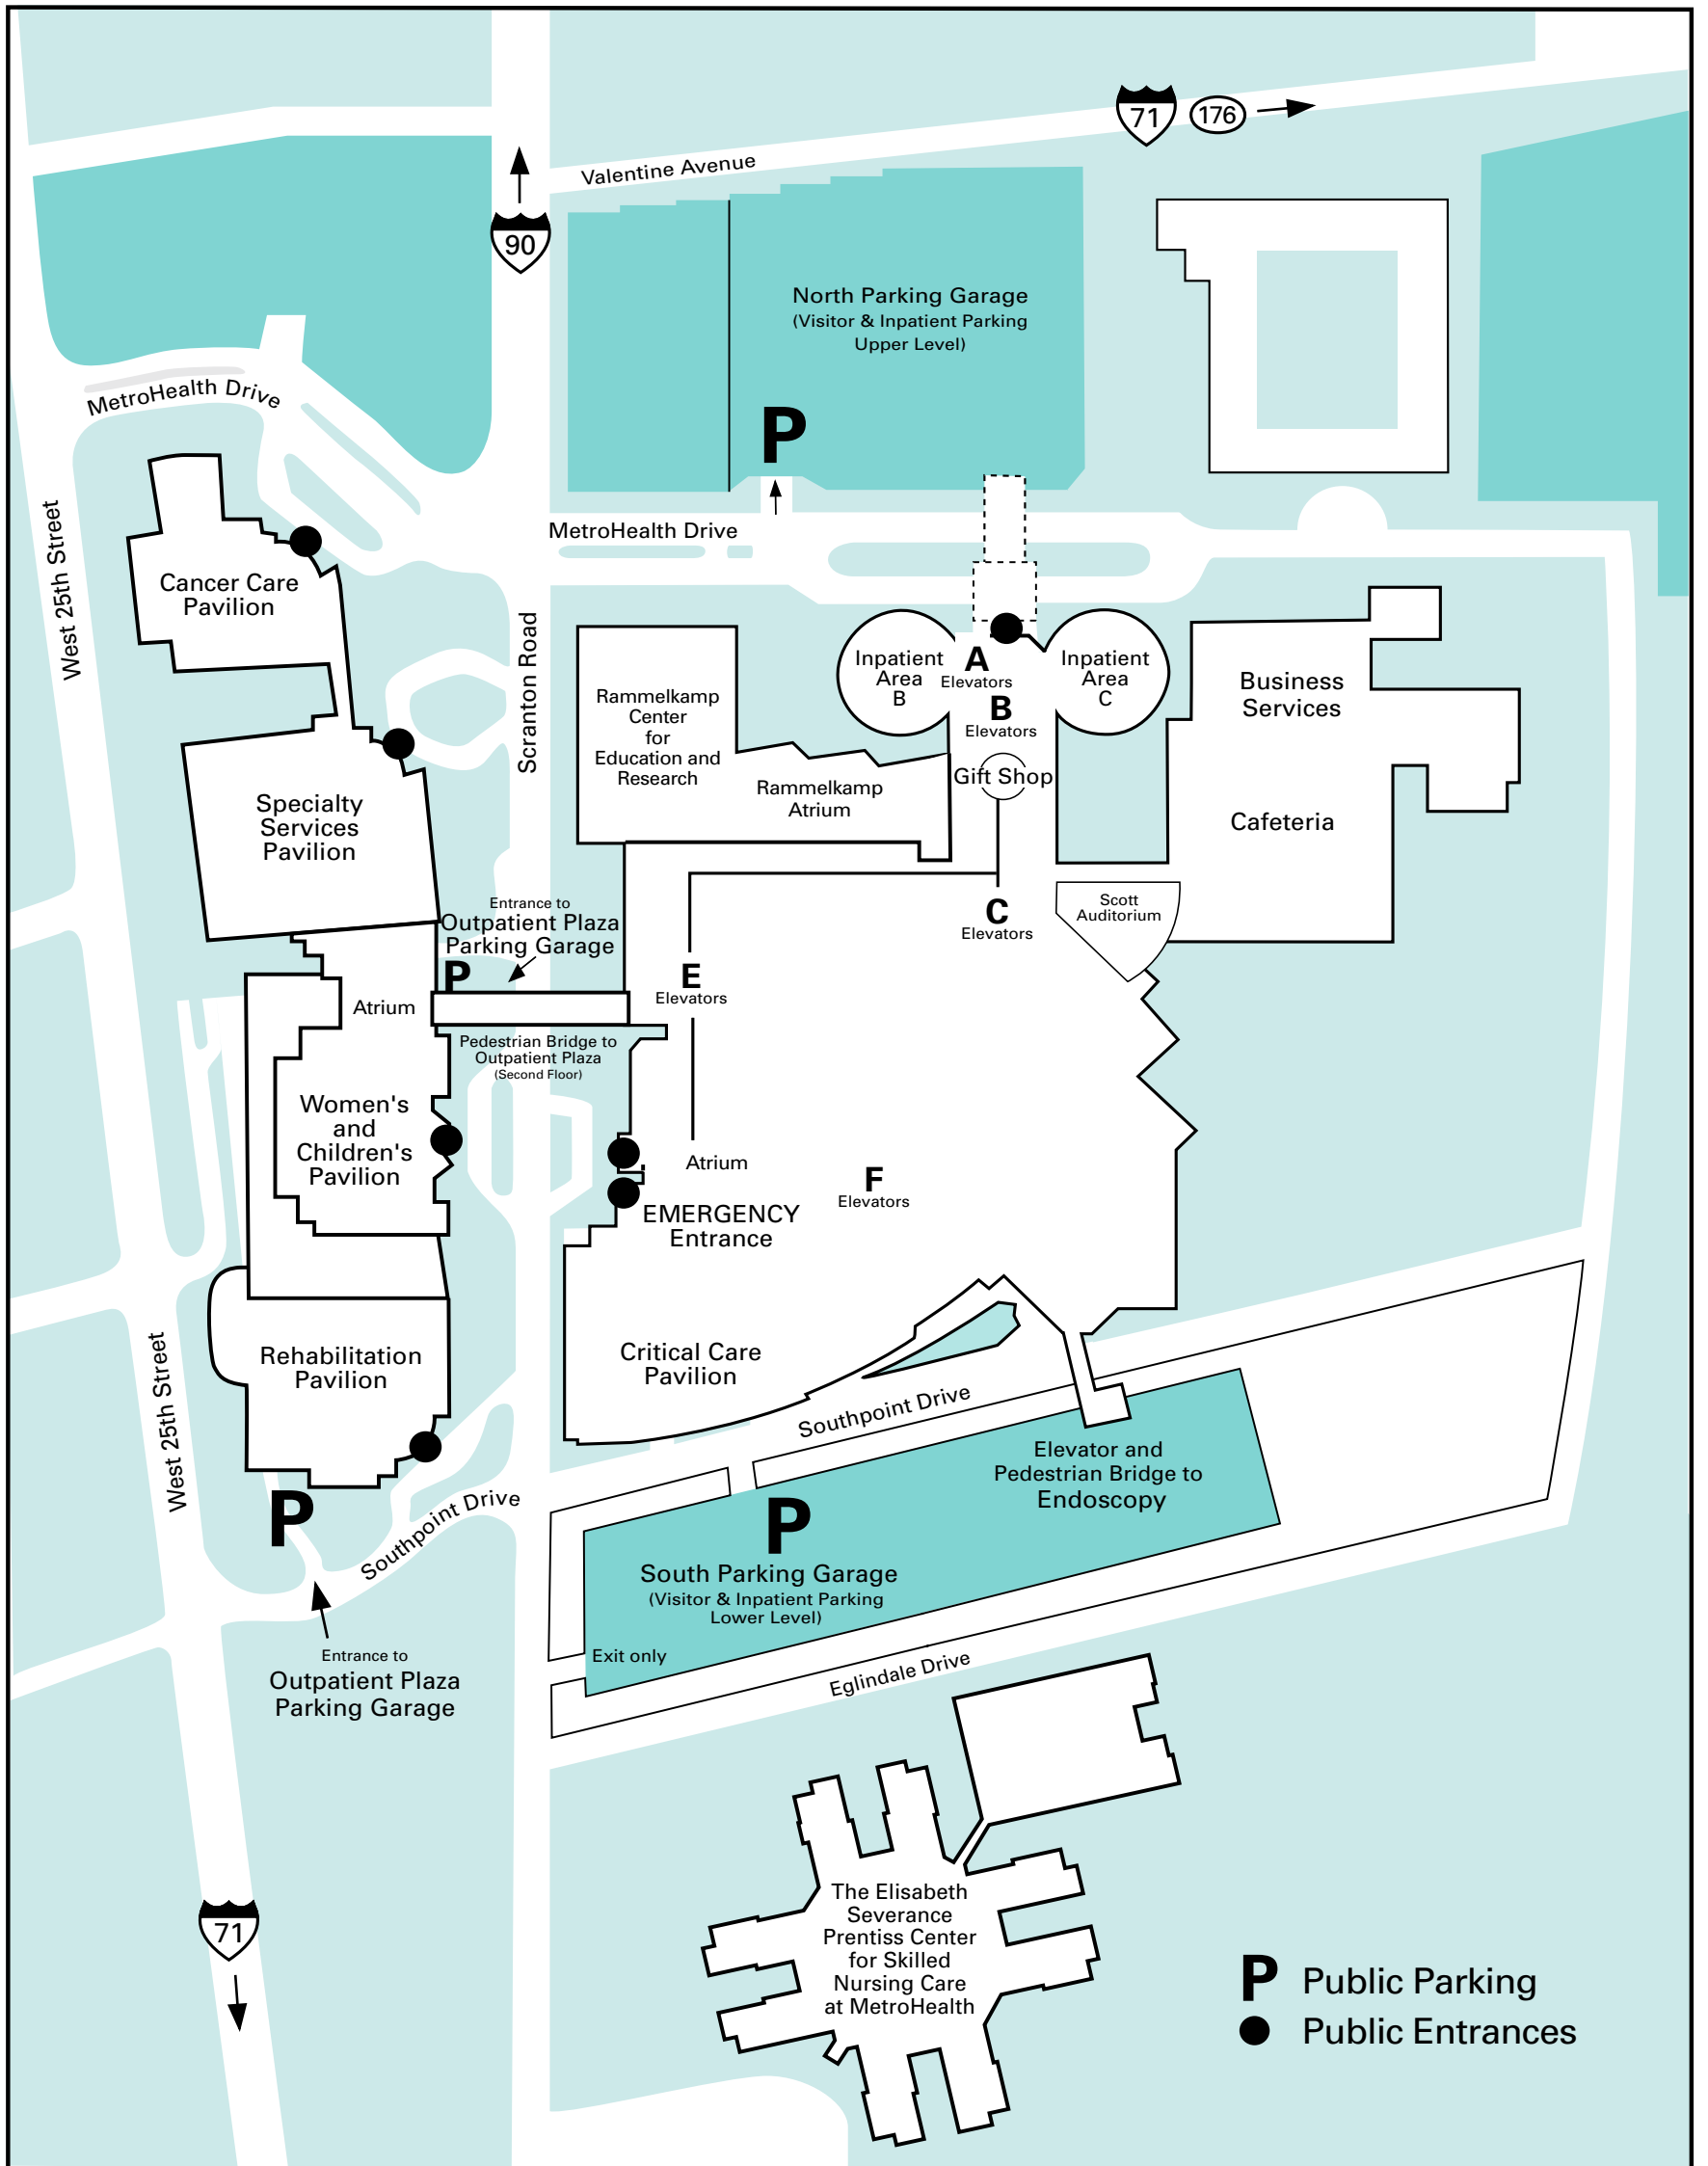 71
176
Valentine Avenue
90
North Parking Garage
(Visitor & Inpatient Parking
Upper Level)
P
MetroHealth Drive
MetroHealth Drive
West 25th Street
Cancer Care
Pavilion
Scranton Road
Inpatient
Area
B
A
Elevators
B
Elevators
Inpatient
Area
C
Gift Shop
Rammelkamp
Center
for
Education and
Research
Rammelkamp
Atrium
Business
Services
Cafeteria
Specialty
Services
Pavilion
Entrance to
Outpatient Plaza
Parking Garage
P
C
Elevators
Scott
Auditorium
E
Elevators
Atrium
Pedestrian Bridge to
Outpatient Plaza
(Second Floor)
Women's
and
Children's
Pavilion
Atrium
F
Elevators
EMERGENCY
Entrance
Rehabilitation
Pavilion
Critical Care
Pavilion
West 25th Street
Southpoint Drive
Elevator and
Pedestrian Bridge to
Endoscopy
P
Southpoint Drive
P
South Parking Garage
(Visitor & Inpatient Parking
Lower Level)
Exit only
Entrance to
Outpatient Plaza
Parking Garage
Eglindale Drive
The Elisabeth
Severance
Prentiss Center
for Skilled
Nursing Care
at MetroHealth
71
P Public Parking
Public Entrances